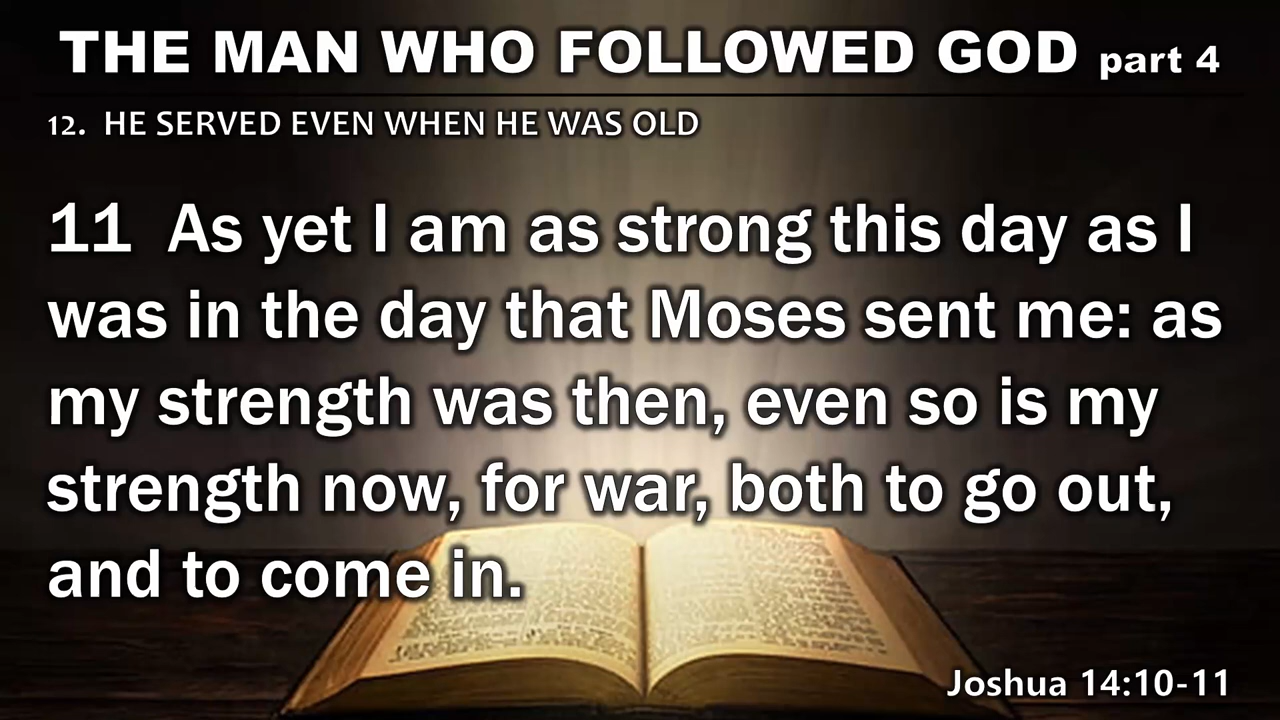 THE MAN WHO FOLLOWED GOD part 4
12. HE SERVED EVEN WHEN HE WAS OLD
11 As yet I am as strong this day as I
was in the day that Moses sent me: as
my strength was then, even so is my
strength now, for war, both to go out,
and to come in.
Joshua 14:10-11